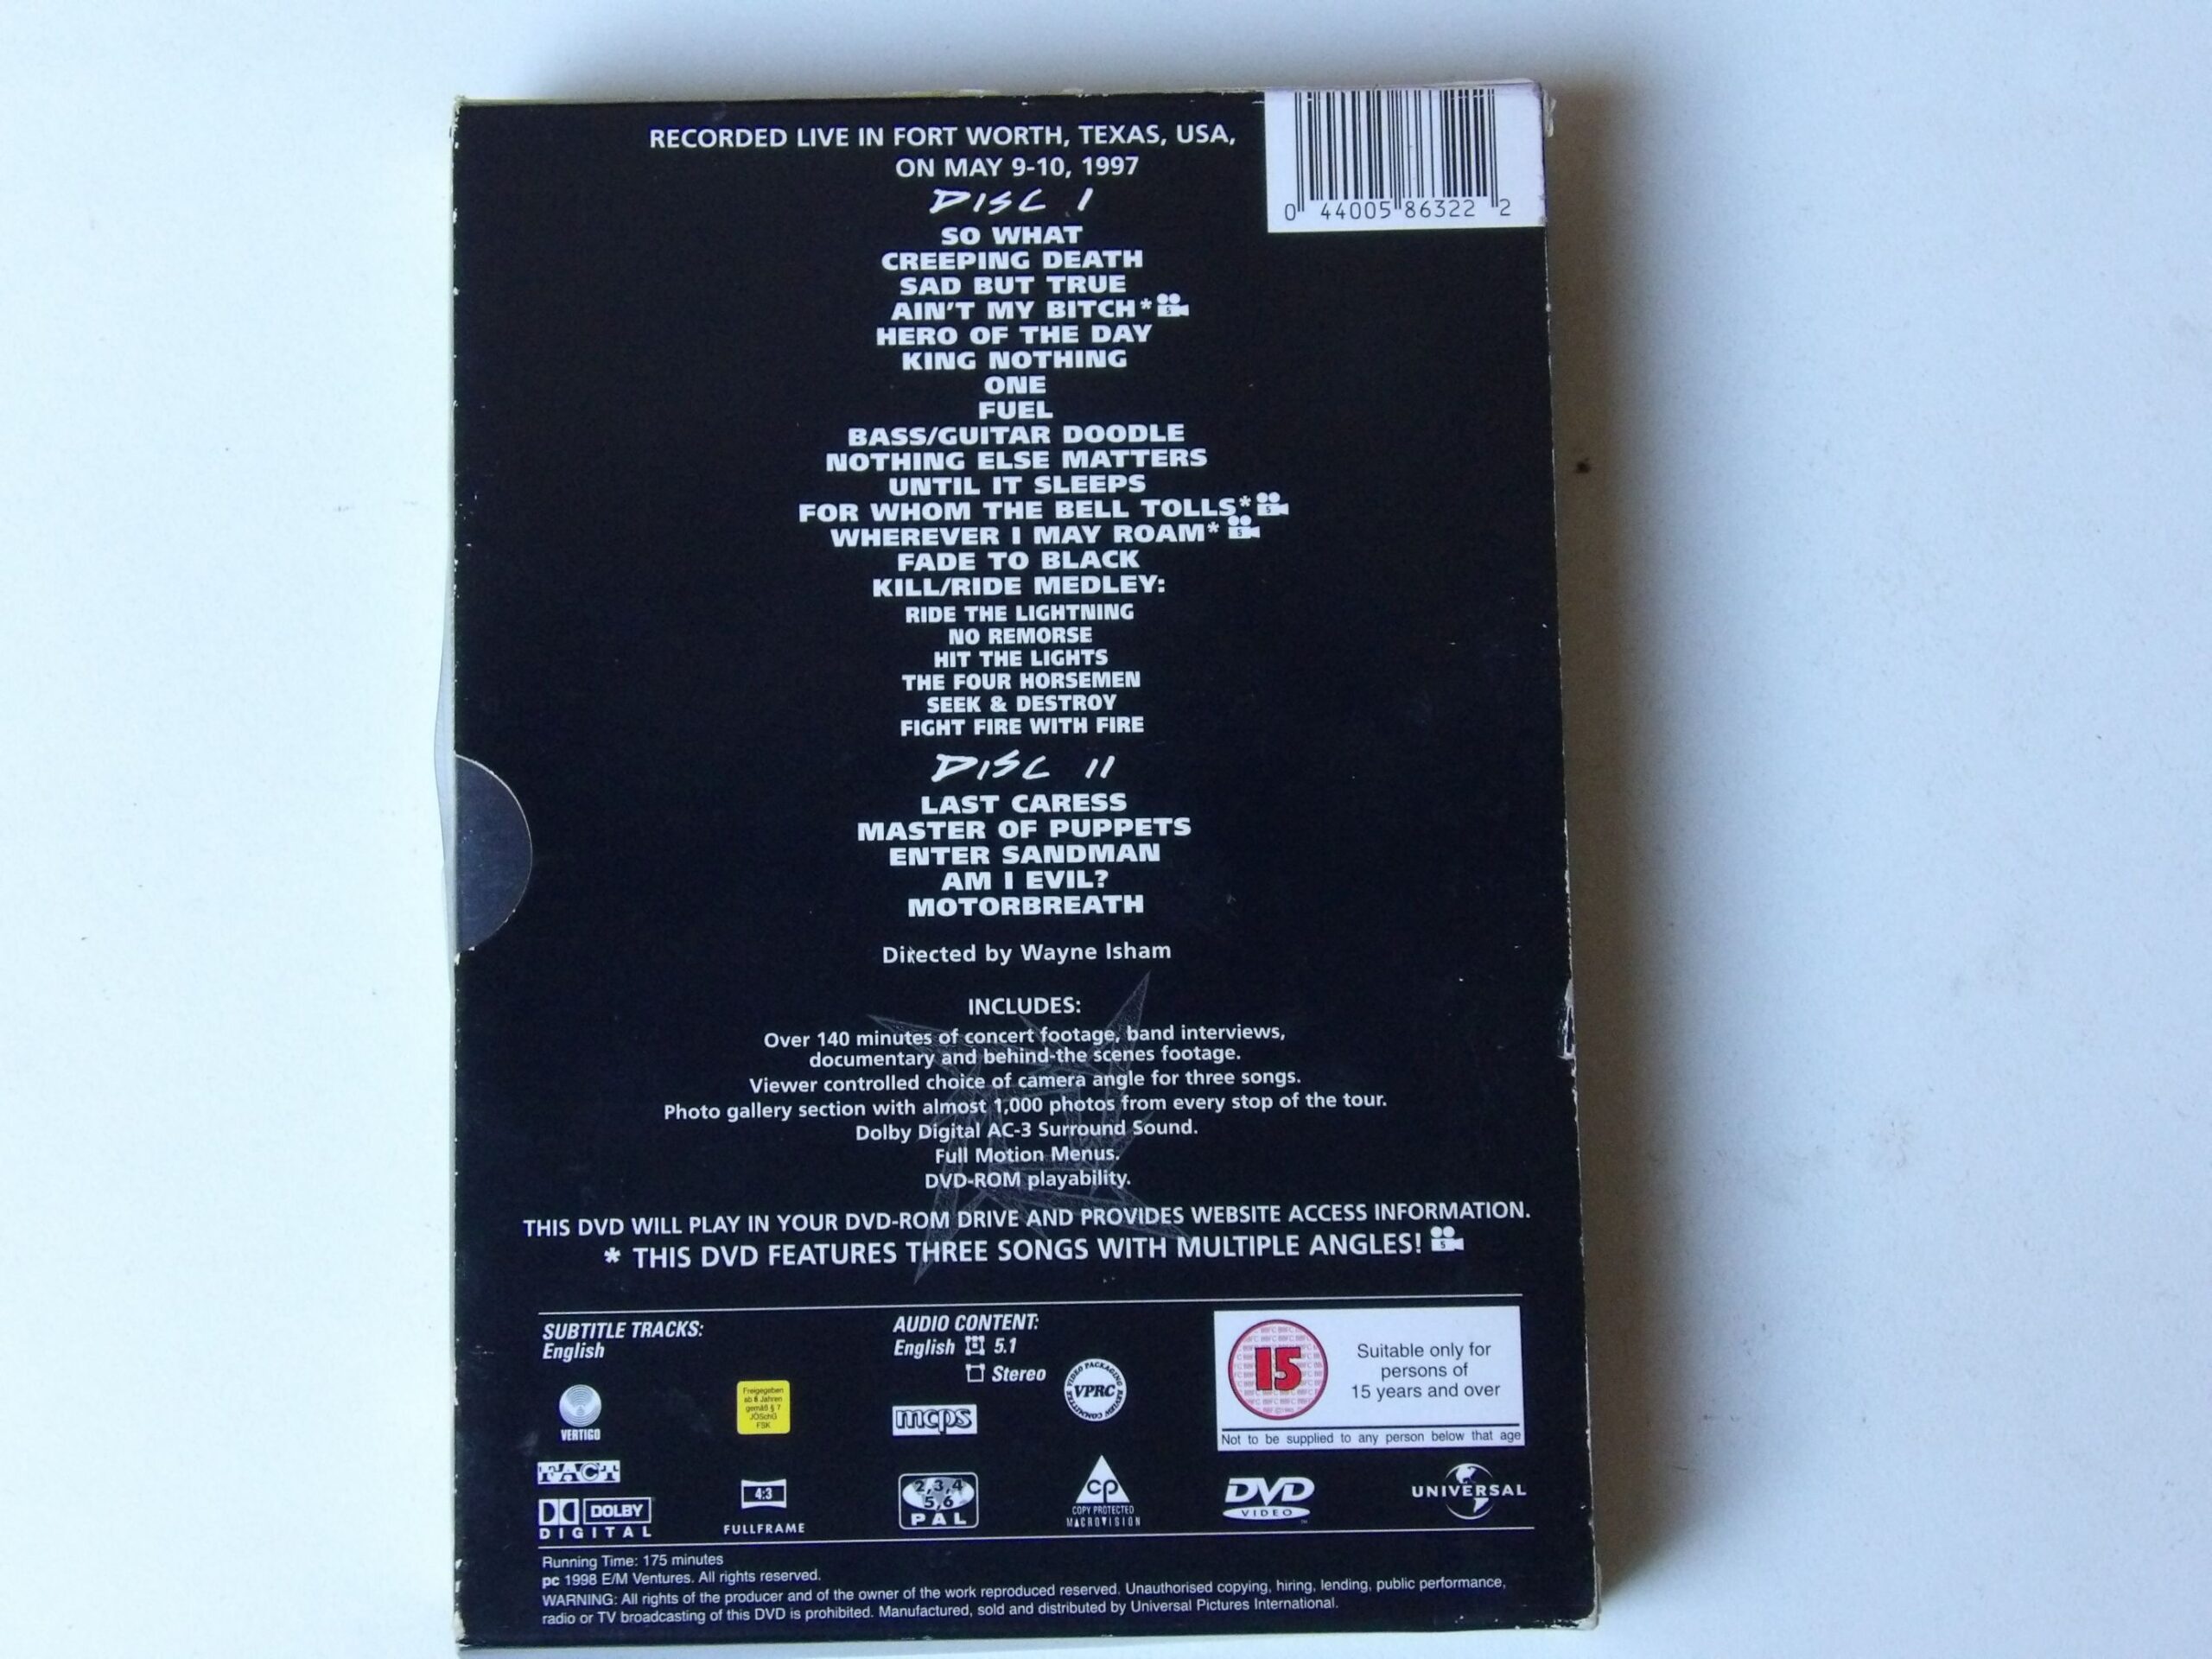 RECORDED LIVE IN FORT WORTH, TEXAS, USA,
ON MAY 9-10, 1997
0 44005 86322 2
DISC I
SO WHAT
CREEPING DEATH
SAD BUT TRUE
AIN'T MY BITCH*
HERO OF THE DAY
KING NOTHING
ONE
FUEL
BASS/GUITAR DOODLE
NOTHING ELSE MATTERS
UNTIL IT SLEEPS
FOR WHOM THE BELL TOLLS*
WHEREVER I MAY ROAM*
FADE TO BLACK
KILL/RIDE MEDLEY:
RIDE THE LIGHTNING
NO REMORSE
HIT THE LIGHTS
THE FOUR HORSEMEN
SEEK & DESTROY
FIGHT FIRE WITH FIRE
DISC II
LAST CARESS
MASTER OF PUPPETS
ENTER SANDMAN
AM I EVIL?
MOTORBREATH
Directed by Wayne Isham
INCLUDES:
Over 140 minutes of concert footage, band interviews,
documentary and behind-the scenes footage.
Viewer controlled choice of camera angle for three songs.
Photo gallery section with almost 1,000 photos from every stop of the tour.
Dolby Digital AC-3 Surround Sound.
Full Motion Menus.
DVD-ROM playability.
THIS DVD WILL PLAY IN YOUR DVD-ROM DRIVE AND PROVIDES WEBSITE ACCESS INFORMATION.
* THIS DVD FEATURES THREE SONGS WITH MULTIPLE ANGLES!
SUBTITLE TRACKS:
English
AUDIO CONTENT:
English 5.1
Stereo
VIDEO PACKAGING REVIEW COMMITTEE
VPRC
15
Suitable only for
persons of
15 years and over
Not to be supplied to any person below that age
VERTIGO
Freigegeben
ab 6 Jahren
gemäß § 7
JÖSchG
FSK
mcps
FACT
DOLBY
DIGITAL
4:3
FULLFRAME
2,3,4
5,6
PAL
CP
COPY PROTECTED
MACROVISION
DVD
VIDEO
UNIVERSAL
Running Time: 175 minutes
pc 1998 E/M Ventures. All rights reserved.
WARNING: All rights of the producer and of the owner of the work reproduced reserved. Unauthorised copying, hiring, lending, public performance,
radio or TV broadcasting of this DVD is prohibited. Manufactured, sold and distributed by Universal Pictures International.